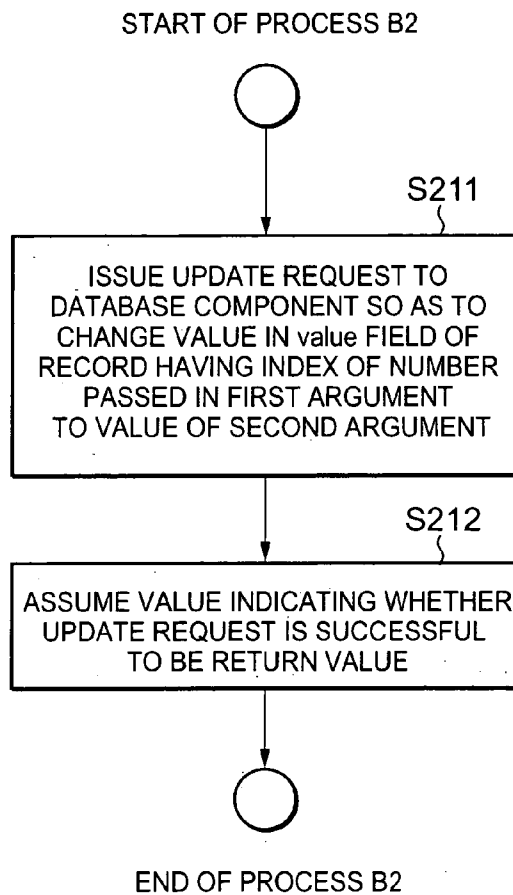 START OF PROCESS B2
S211
ISSUE UPDATE REQUEST TO
DATABASE COMPONENT SO AS TO
CHANGE VALUE IN value FIELD OF
RECORD HAVING INDEX OF NUMBER
PASSED IN FIRST ARGUMENT
TO VALUE OF SECOND ARGUMENT
S212
ASSUME VALUE INDICATING WHETHER
UPDATE REQUEST IS SUCCESSFUL
TO BE RETURN VALUE
END OF PROCESS B2